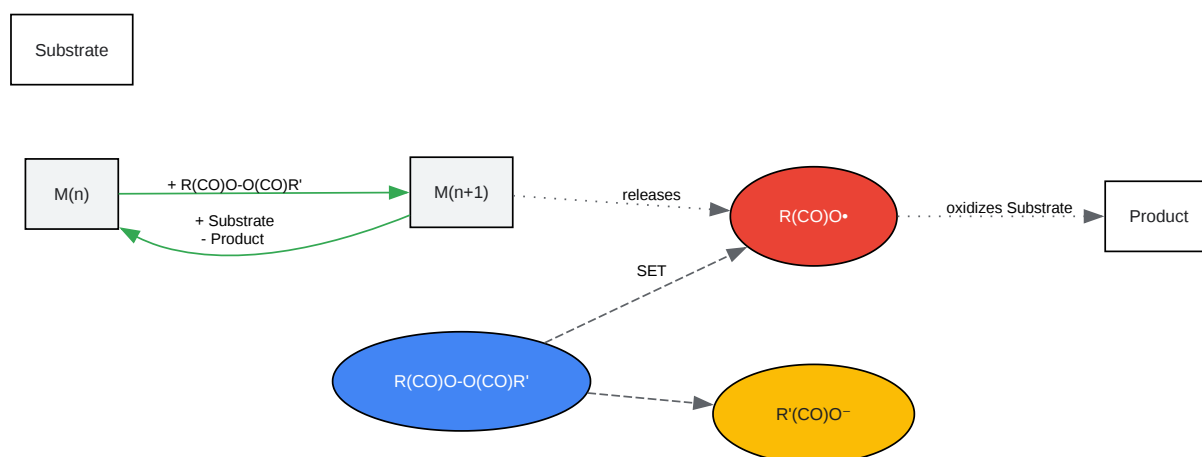 Substrate
M(n)
+ R(CO)O-O(CO)R'
M(n+1)
+ Substrate
- Product
releases
R(CO)O•
oxidizes Substrate
Product
SET
R(CO)O-O(CO)R'
R'(CO)O⁻